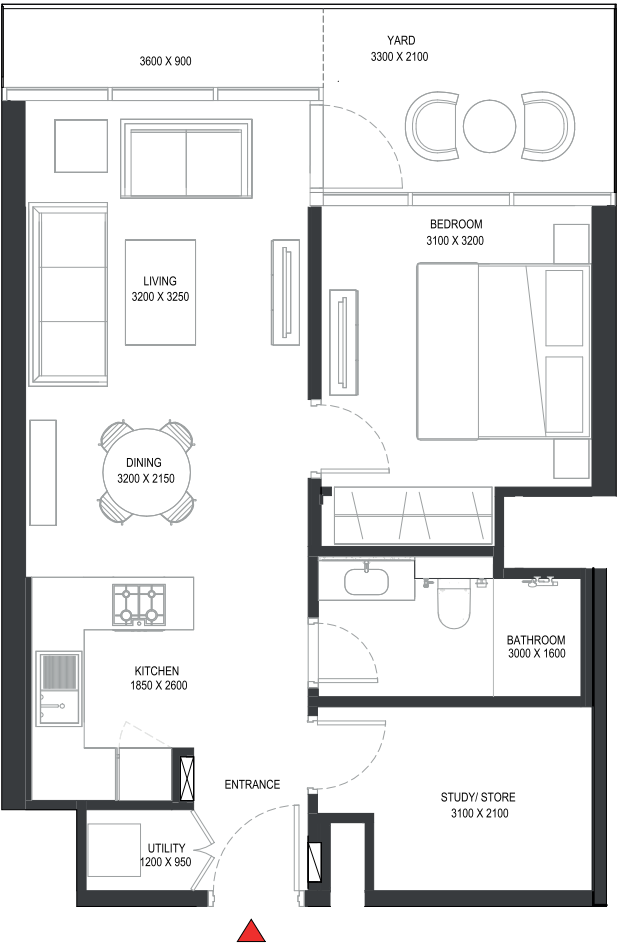 YARD
3300 X 2100
3600 X 900
BEDROOM
3100 X 3200
LIVING
3200 X 3250
DINING
3200 X 2150
KITCHEN
1850 X 2600
BATHROOM
3000 X 1600
ENTRANCE
STUDY/ STORE
3100 X 2100
UTILITY
1200 X 950